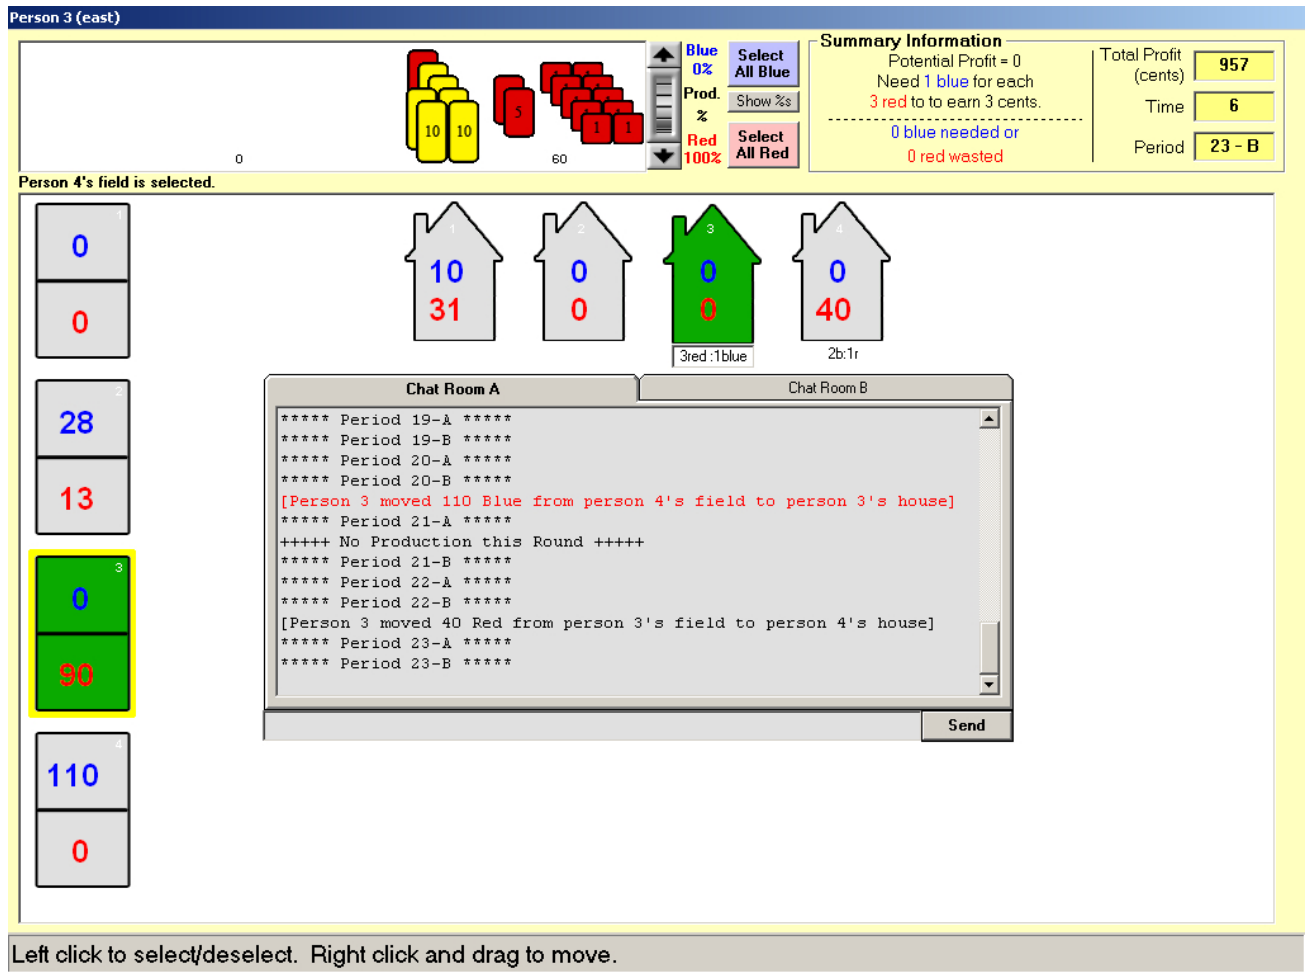 Person 3 (east)
Blue
0%
Prod.
%
Red
100%
Select
All Blue
Show %s
Select
All Red
Summary Information
Potential Profit = 0
Need 1 blue for each
3 red to to earn 3 cents.
0 blue needed or
0 red wasted
Total Profit
(cents)
957
Time
6
Period
23 - B
10 10
5
1 1
0
60
Person 4's field is selected.
1
0
0
2
28
13
3
0
90
4
110
0
1
10
31
2
0
0
3
0
0
3red :1blue
4
0
40
2b:1r
Chat Room A
Chat Room B
***** Period 19-A *****
***** Period 19-B *****
***** Period 20-A *****
***** Period 20-B *****
[Person 3 moved 110 Blue from person 4's field to person 3's house]
***** Period 21-A *****
+++++ No Production this Round +++++
***** Period 21-B *****
***** Period 22-A *****
***** Period 22-B *****
[Person 3 moved 40 Red from person 3's field to person 4's house]
***** Period 23-A *****
***** Period 23-B *****
Send
Left click to select/deselect. Right click and drag to move.